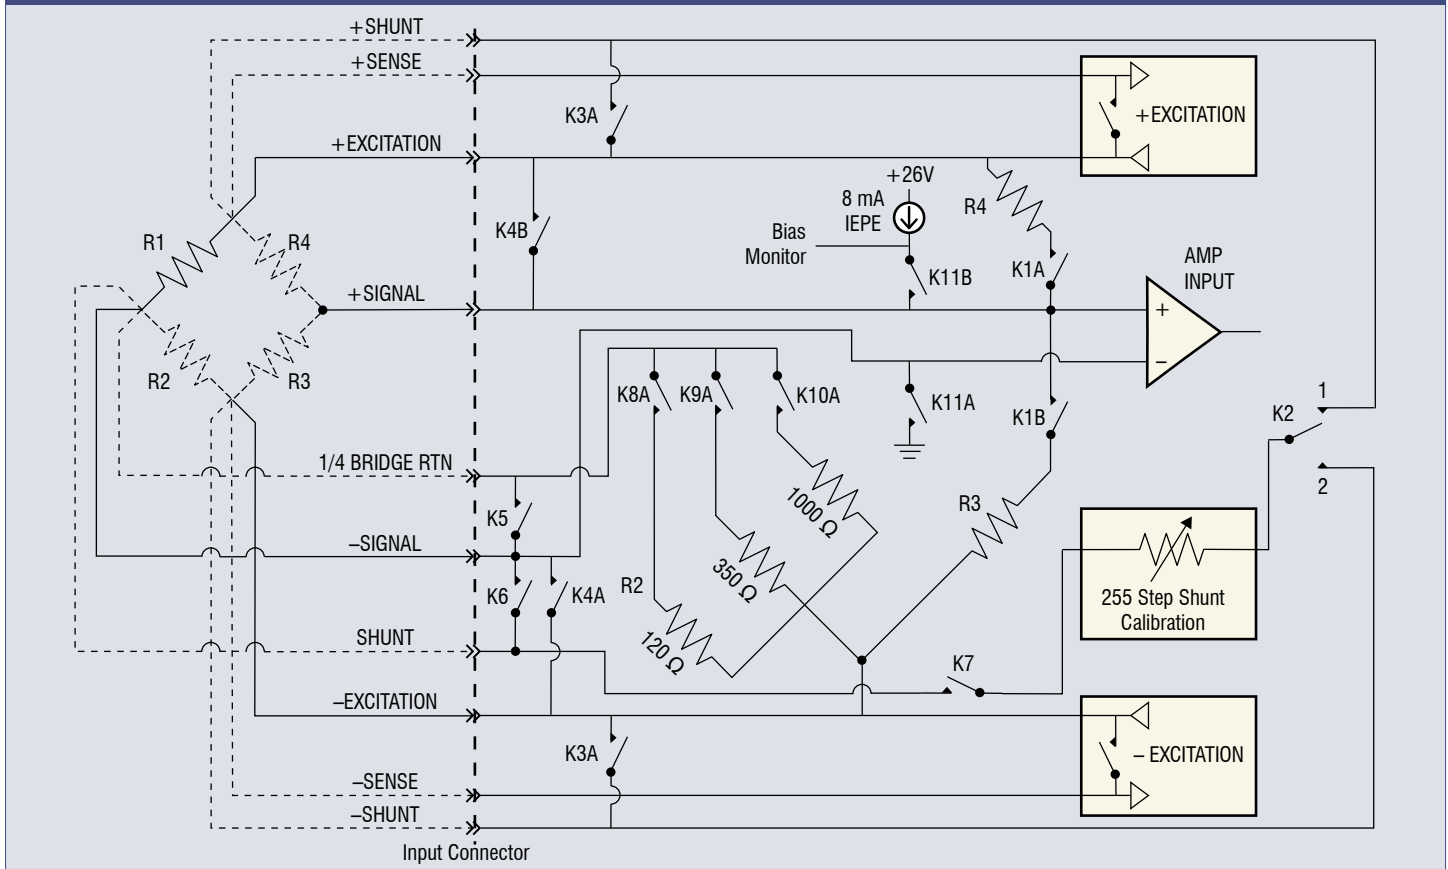 +SHUNT
+SENSE
K3A
+EXCITATION
+EXCITATION
+26V
8 mA
IEPE
R4
K4B
Bias
Monitor
R1
R4
K11B
K1A
AMP
INPUT
+SIGNAL
+
–
R2
R3
K8A
K9A
K10A
K11A
K1B
1
K2
2
1/4 BRIDGE RTN
K5
1000 Ω
R3
–SIGNAL
350 Ω
K6
K4A
R2
120 Ω
255 Step Shunt
Calibration
SHUNT
K7
–EXCITATION
K3A
– EXCITATION
–SENSE
–SHUNT
Input Connector